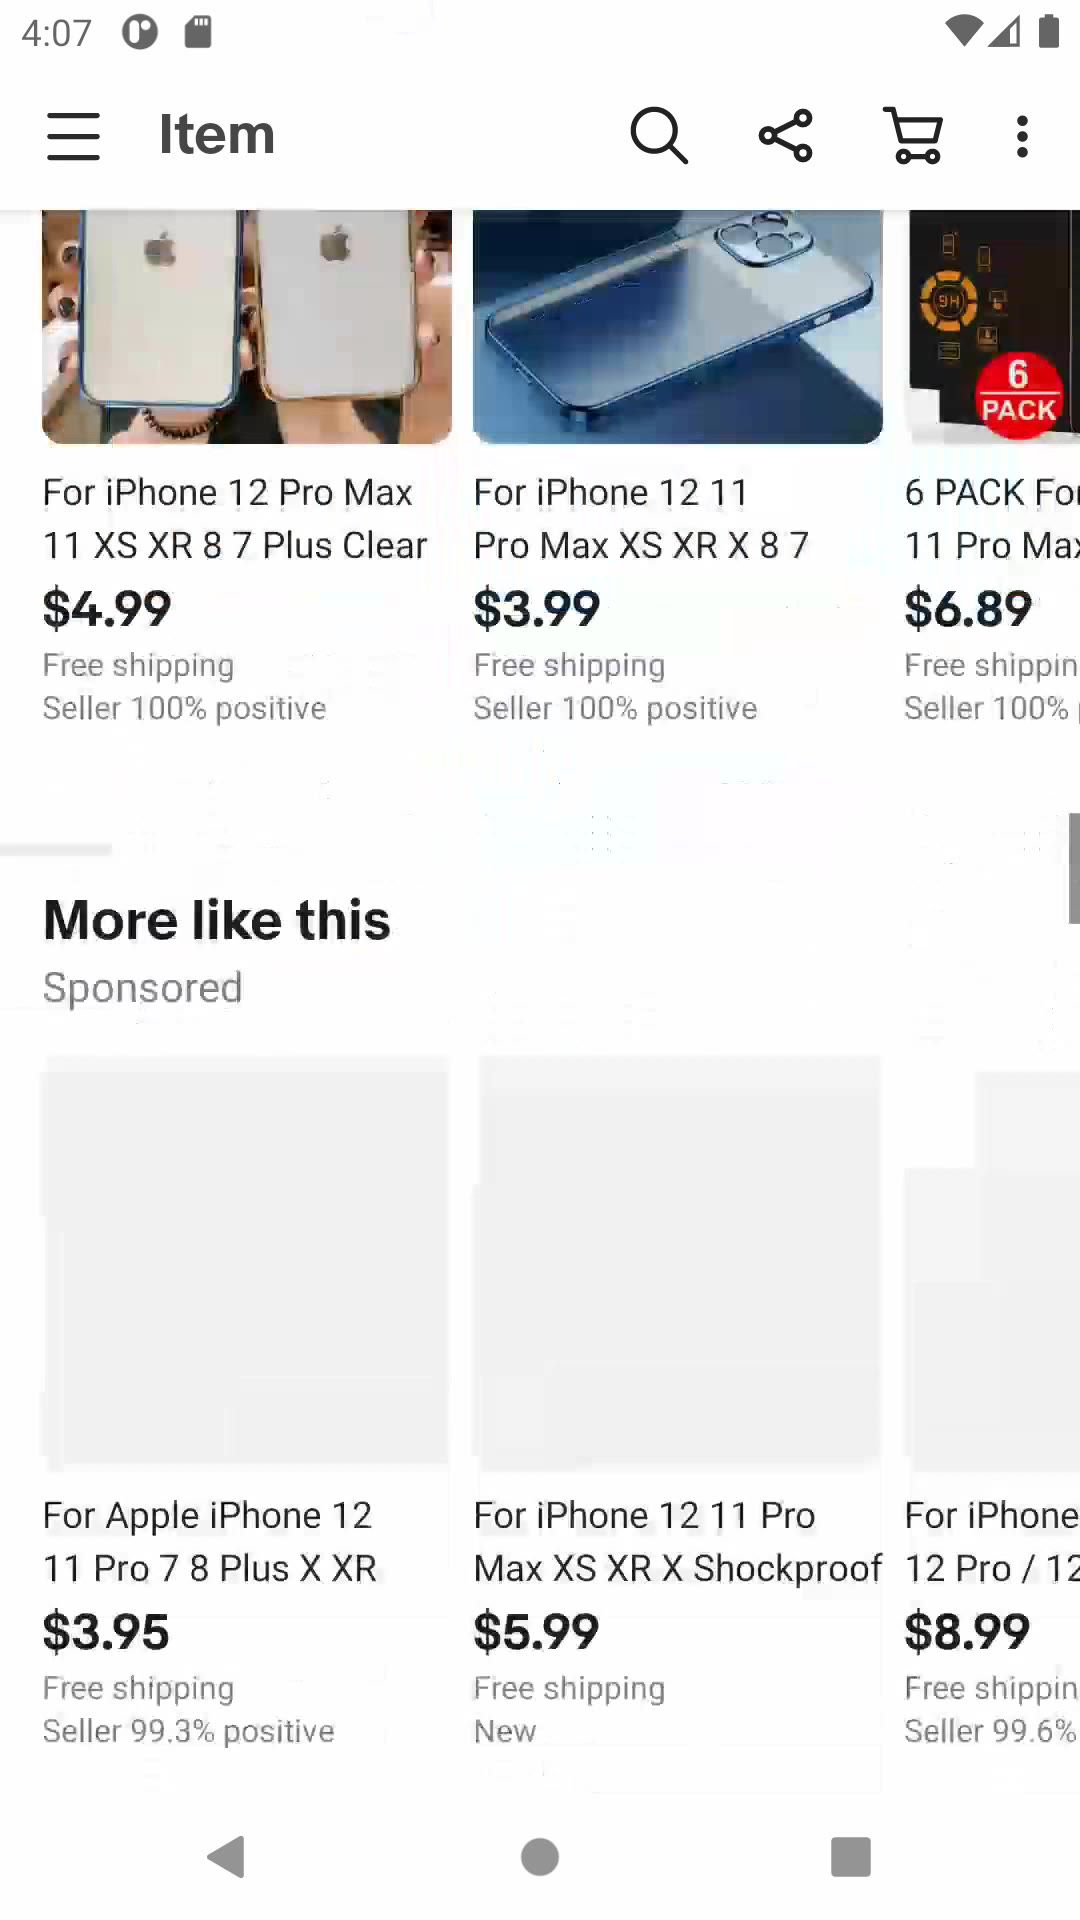 4:07
Item
9H
6
PACK
For iPhone 12 Pro Max
11 XS XR 8 7 Plus Clear
$4.99
Free shipping
Seller 100% positive
For iPhone 12 11
Pro Max XS XR X 8 7
$3.99
Free shipping
Seller 100% positive
6 PACK For
11 Pro Max
$6.89
Free shippin
Seller 100%
More like this
Sponsored
For Apple iPhone 12
11 Pro 7 8 Plus X XR
$3.95
Free shipping
Seller 99.3% positive
For iPhone 12 11 Pro
Max XS XR X Shockproof
$5.99
Free shipping
New
For iPhone
12 Pro / 12
$8.99
Free shippin
Seller 99.6%